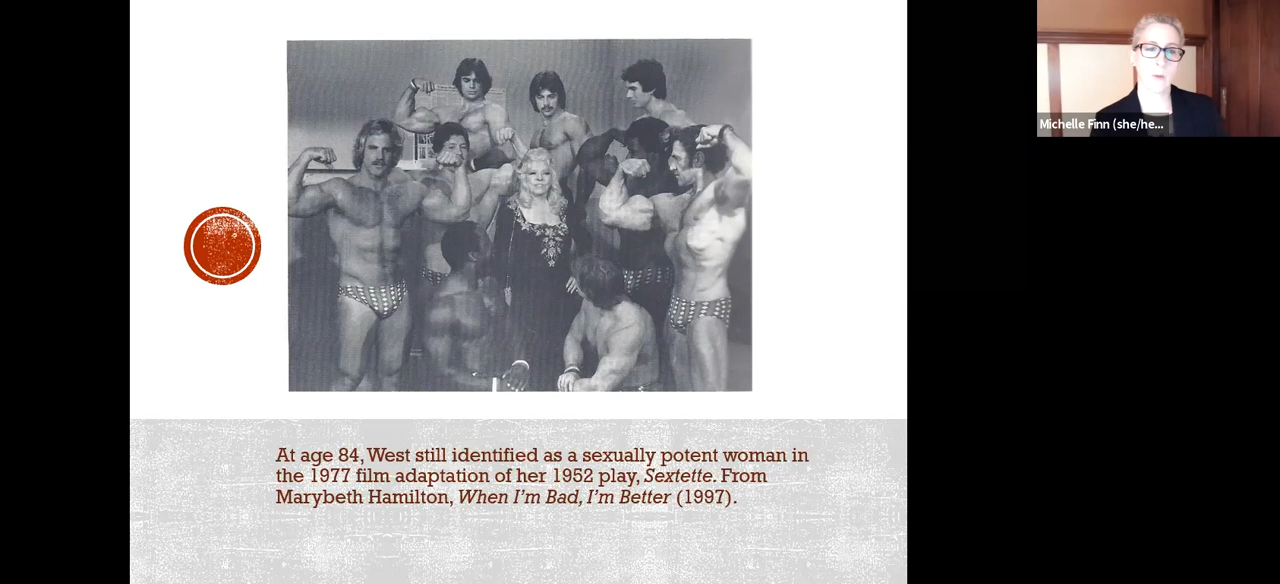 Michelle Finn (she/he...
At age 84, West still identified as a sexually potent woman in
the 1977 film adaptation of her 1952 play, Sextette. From
Marybeth Hamilton, When I'm Bad, I'm Better (1997).